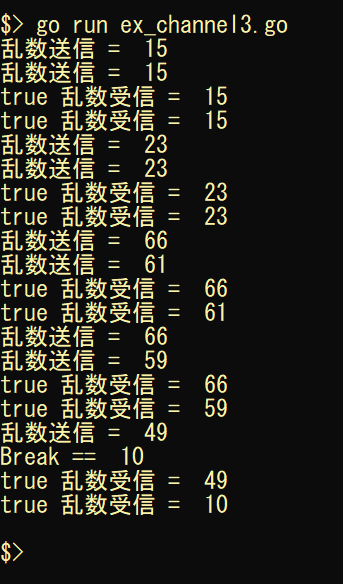 $> go run ex_channel3.go
乱数送信 =  15
乱数送信 =  15
true 乱数受信 =  15
true 乱数受信 =  15
乱数送信 =  23
乱数送信 =  23
true 乱数受信 =  23
true 乱数受信 =  23
乱数送信 =  66
乱数送信 =  61
true 乱数受信 =  66
true 乱数受信 =  61
乱数送信 =  66
乱数送信 =  59
true 乱数受信 =  66
true 乱数受信 =  59
乱数送信 =  49
Break ==  10
true 乱数受信 =  49
true 乱数受信 =  10
$>